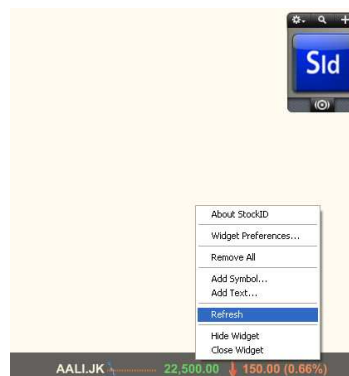 SId
About StockID
Widget Preferences...
Remove All
Add Symbol...
Add Text...
Refresh
Hide Widget
Close Widget
AALI.JK 22,500.00 150.00 (0.66%)